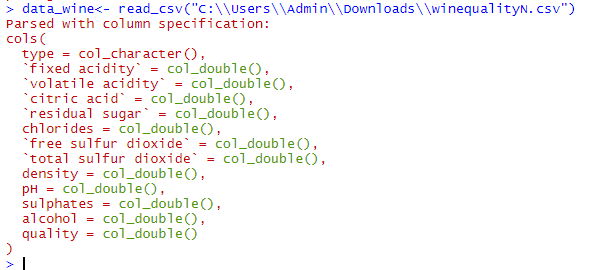 > data_wine<- read_csv("C:\\Users\\Admin\\Downloads\\winequalityN.csv")
Parsed with column specification:
cols(
  type = col_character(),
  `fixed acidity` = col_double(),
  `volatile acidity` = col_double(),
  `citric acid` = col_double(),
  `residual sugar` = col_double(),
  chlorides = col_double(),
  `free sulfur dioxide` = col_double(),
  `total sulfur dioxide` = col_double(),
  density = col_double(),
  pH = col_double(),
  sulphates = col_double(),
  alcohol = col_double(),
  quality = col_double()
)
>